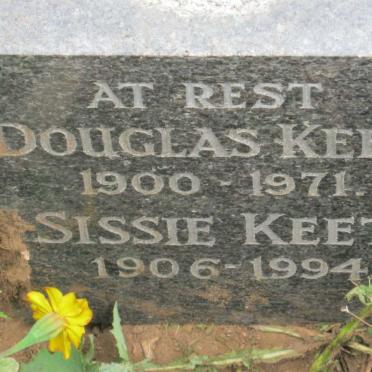 AT REST
DOUGLAS KEE
1900 - 1971.
SISSIE KEET
1906 - 1994